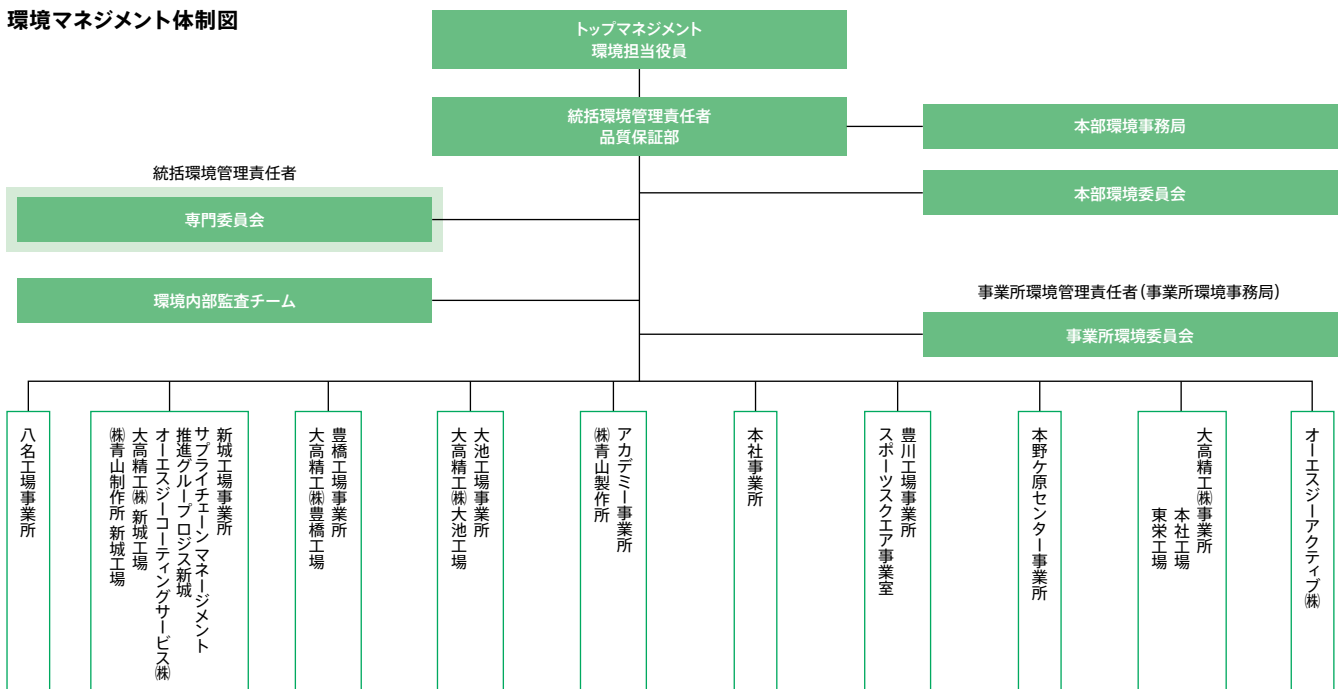 環境マネジメント体制図
トップマネジメント
環境担当役員
統括環境管理責任者
品質保証部
本部環境事務局
本部環境委員会
統括環境管理責任者
専門委員会
環境内部監査チーム
事業所環境管理責任者(事業所環境事務局)
事業所環境委員会
八名工場事業所
新城工場事業所
サプライチェーン マネージメント
推進グループ ロジス新城
オーエスジーコーティングサービス㈱
大高精工㈱ 新城工場
㈱青山制作所 新城工場
豊橋工場事業所
大高精工㈱豊橋工場
大池工場事業所
大高精工㈱大池工場
アカデミー事業所
㈱青山製作所
本社事業所
豊川工場事業所
スポーツスクエア事業室
本野ケ原センター事業所
大高精工㈱事業所
本社工場
東栄工場
オーエスジーアクティブ㈱